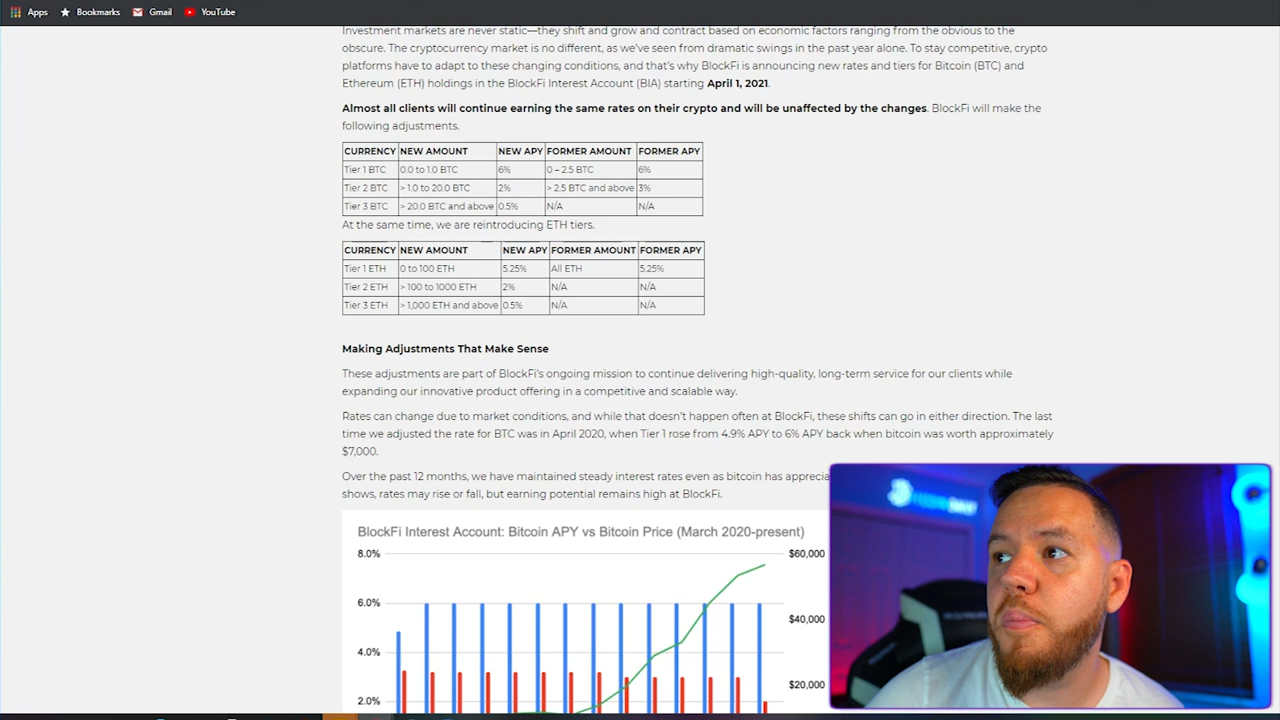 Apps Bookmarks Gmail YouTube
Investment markets are never static—they shift and grow and contract based on economic factors ranging from the obvious to the
obscure. The cryptocurrency market is no different, as we've seen from dramatic swings in the past year alone. To stay competitive, crypto
platforms have to adapt to these changing conditions, and that's why BlockFi is announcing new rates and tiers for Bitcoin (BTC) and
Ethereum (ETH) holdings in the BlockFi Interest Account (BIA) starting April 1, 2021.
Almost all clients will continue earning the same rates on their crypto and will be unaffected by the changes. BlockFi will make the
following adjustments.
CURRENCY NEW AMOUNT NEW APY FORMER AMOUNT FORMER APY
Tier 1 BTC 0.0 to 1.0 BTC 6% 0 – 2.5 BTC 6%
Tier 2 BTC > 1.0 to 20.0 BTC 2% > 2.5 BTC and above 3%
Tier 3 BTC > 20.0 BTC and above 0.5% N/A N/A
At the same time, we are reintroducing ETH tiers.
CURRENCY NEW AMOUNT NEW APY FORMER AMOUNT FORMER APY
Tier 1 ETH 0 to 100 ETH 5.25% All ETH 5.25%
Tier 2 ETH > 100 to 1000 ETH 2% N/A N/A
Tier 3 ETH > 1,000 ETH and above 0.5% N/A N/A
Making Adjustments That Make Sense
These adjustments are part of BlockFi's ongoing mission to continue delivering high-quality, long-term service for our clients while
expanding our innovative product offering in a competitive and scalable way.
Rates can change due to market conditions, and while that doesn't happen often at BlockFi, these shifts can go in either direction. The last
time we adjusted the rate for BTC was in April 2020, when Tier 1 rose from 4.9% APY to 6% APY back when bitcoin was worth approximately
$7,000.
Over the past 12 months, we have maintained steady interest rates even as bitcoin has
shows, rates may rise or fall, but earning potential remains high at BlockFi.
BlockFi Interest Account: Bitcoin APY vs Bitcoin Price (March 2020-present)
8.0% $60,000
6.0%
$40,000
4.0%
$20,000
2.0%